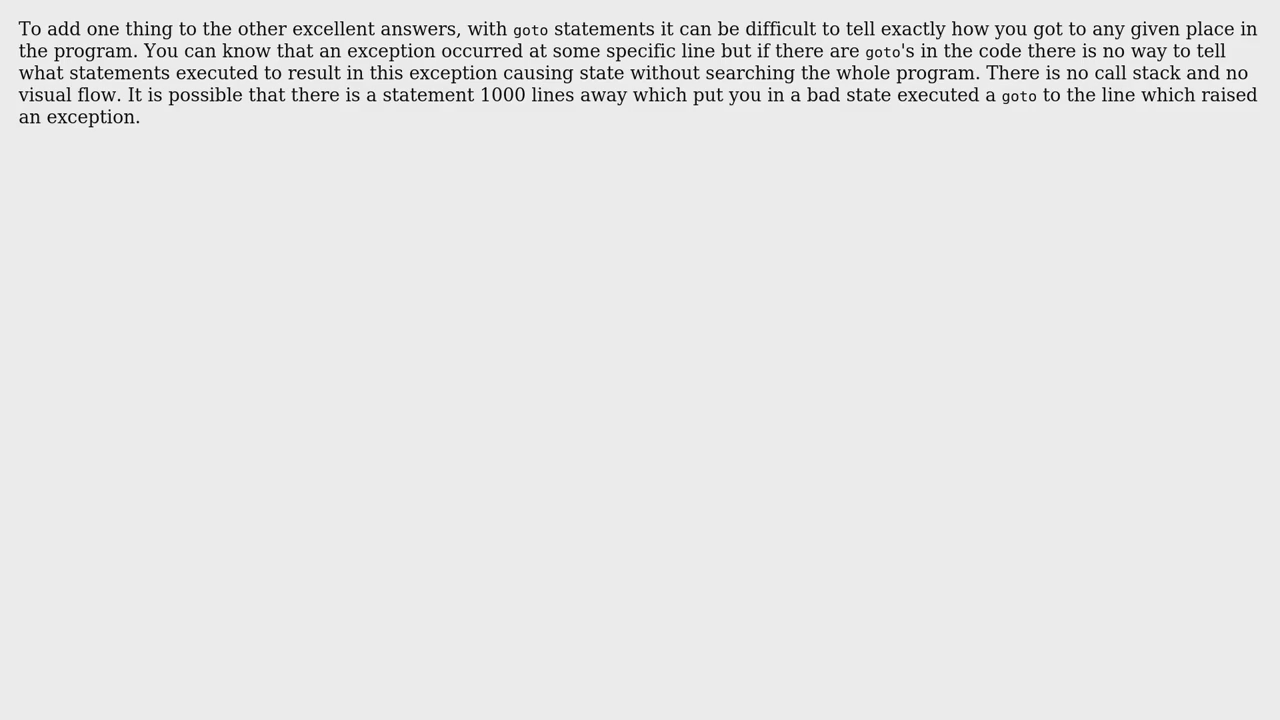 To add one thing to the other excellent answers, with goto statements it can be difficult to tell exactly how you got to any given place in
the program. You can know that an exception occurred at some specific line but if there are goto's in the code there is no way to tell
what statements executed to result in this exception causing state without searching the whole program. There is no call stack and no
visual flow. It is possible that there is a statement 1000 lines away which put you in a bad state executed a goto to the line which raised
an exception.